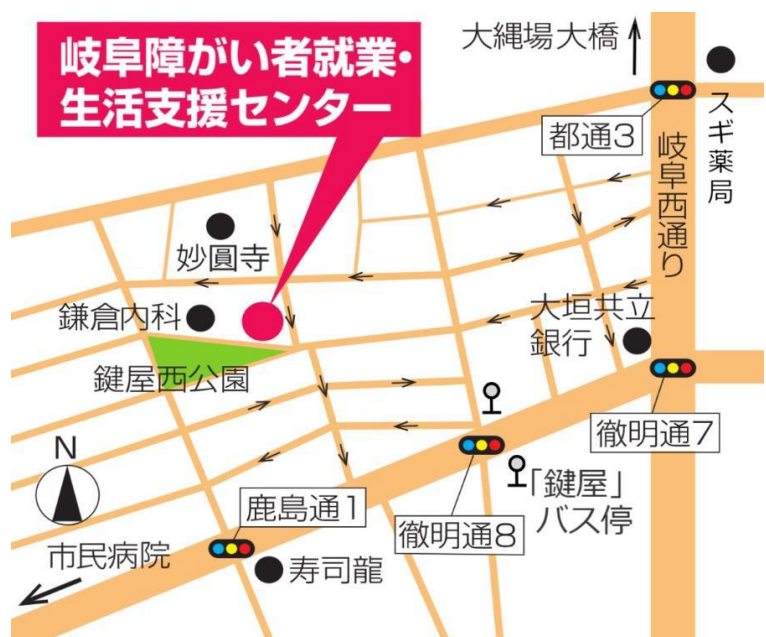 岐阜障がい者就業・
生活支援センター
大縄場大橋
スギ薬局
都通3
岐阜西通り
妙圓寺
鎌倉内科
大垣共立
銀行
鍵屋西公園
徹明通7
N
「鍵屋」
バス停
鹿島通1
徹明通8
市民病院
寿司龍